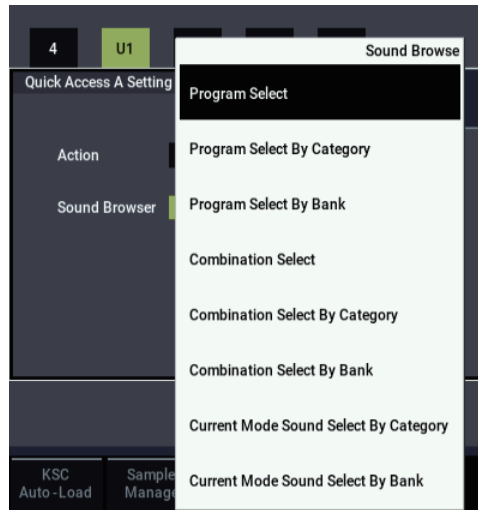 4
U1
Sound Browse
Quick Access A Setting
Program Select
Action
Program Select By Category
Sound Browser
Program Select By Bank
Combination Select
Combination Select By Category
Combination Select By Bank
Current Mode Sound Select By Category
KSC
Auto-Load
Sample
Current Mode Sound Select By Bank